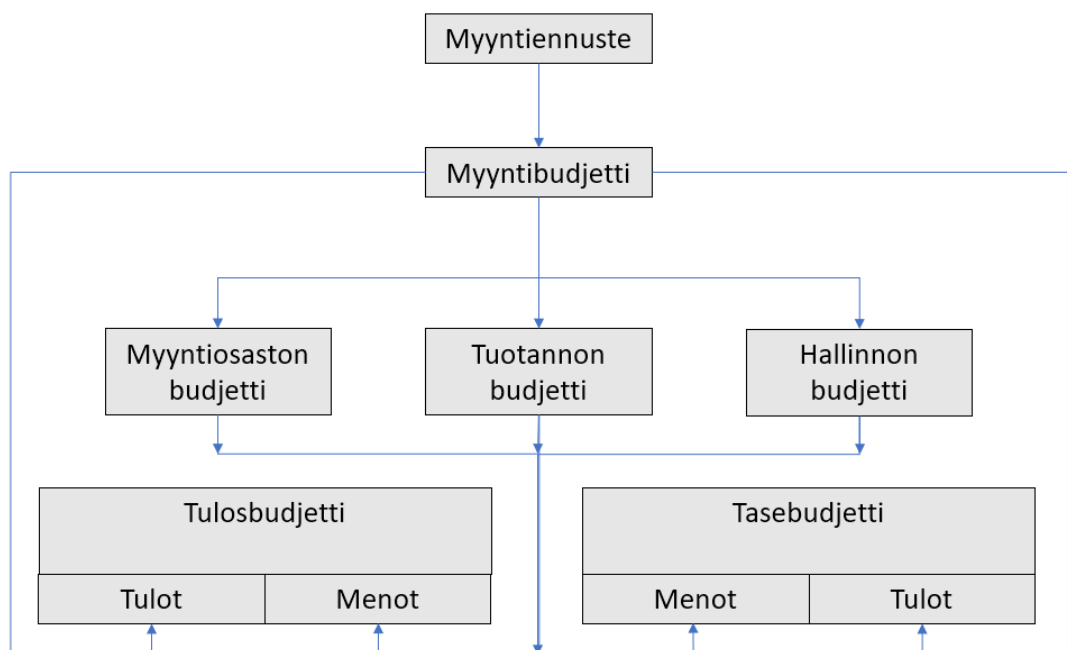 Myyntiennuste
Myyntibudjetti
Myyntiosaston
budjetti
Tuotannon
budjetti
Hallinnon
budjetti
Tulosbudjetti
Tulot
Menot
Tasebudjetti
Menot
Tulot